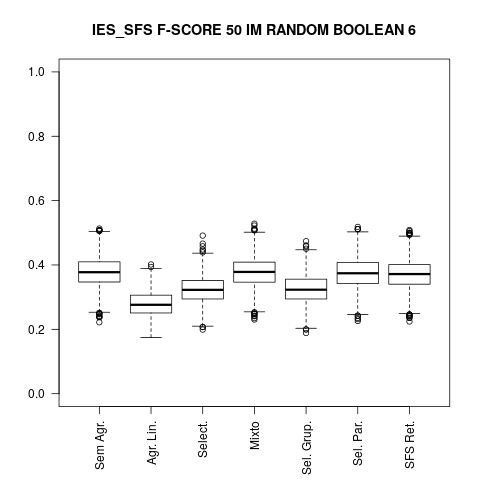 IES_SFS F-SCORE 50 IM RANDOM BOOLEAN 6
1.0
0.8
0.6
0.4
0.2
0.0
Sem Agr.
Agr. Lin.
Select.
Mixto
Sel. Grup.
Sel. Par.
SFS Ret.